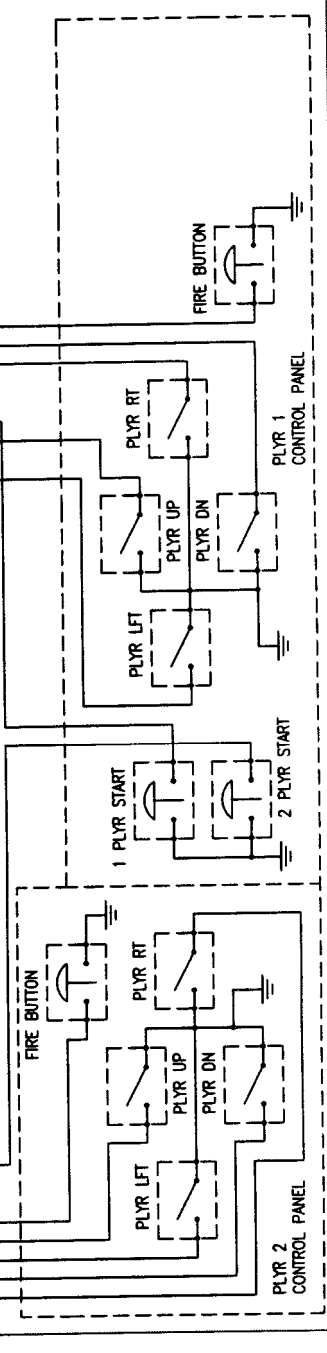 FIRE BUTTON
PLYR RT
PLYR UP
PLYR DN
PLYR LFT
PLYR 1
CONTROL PANEL
1 PLYR START
2 PLYR START
FIRE BUTTON
PLYR RT
PLYR UP
PLYR DN
PLYR LFT
PLYR 2
CONTROL PANEL